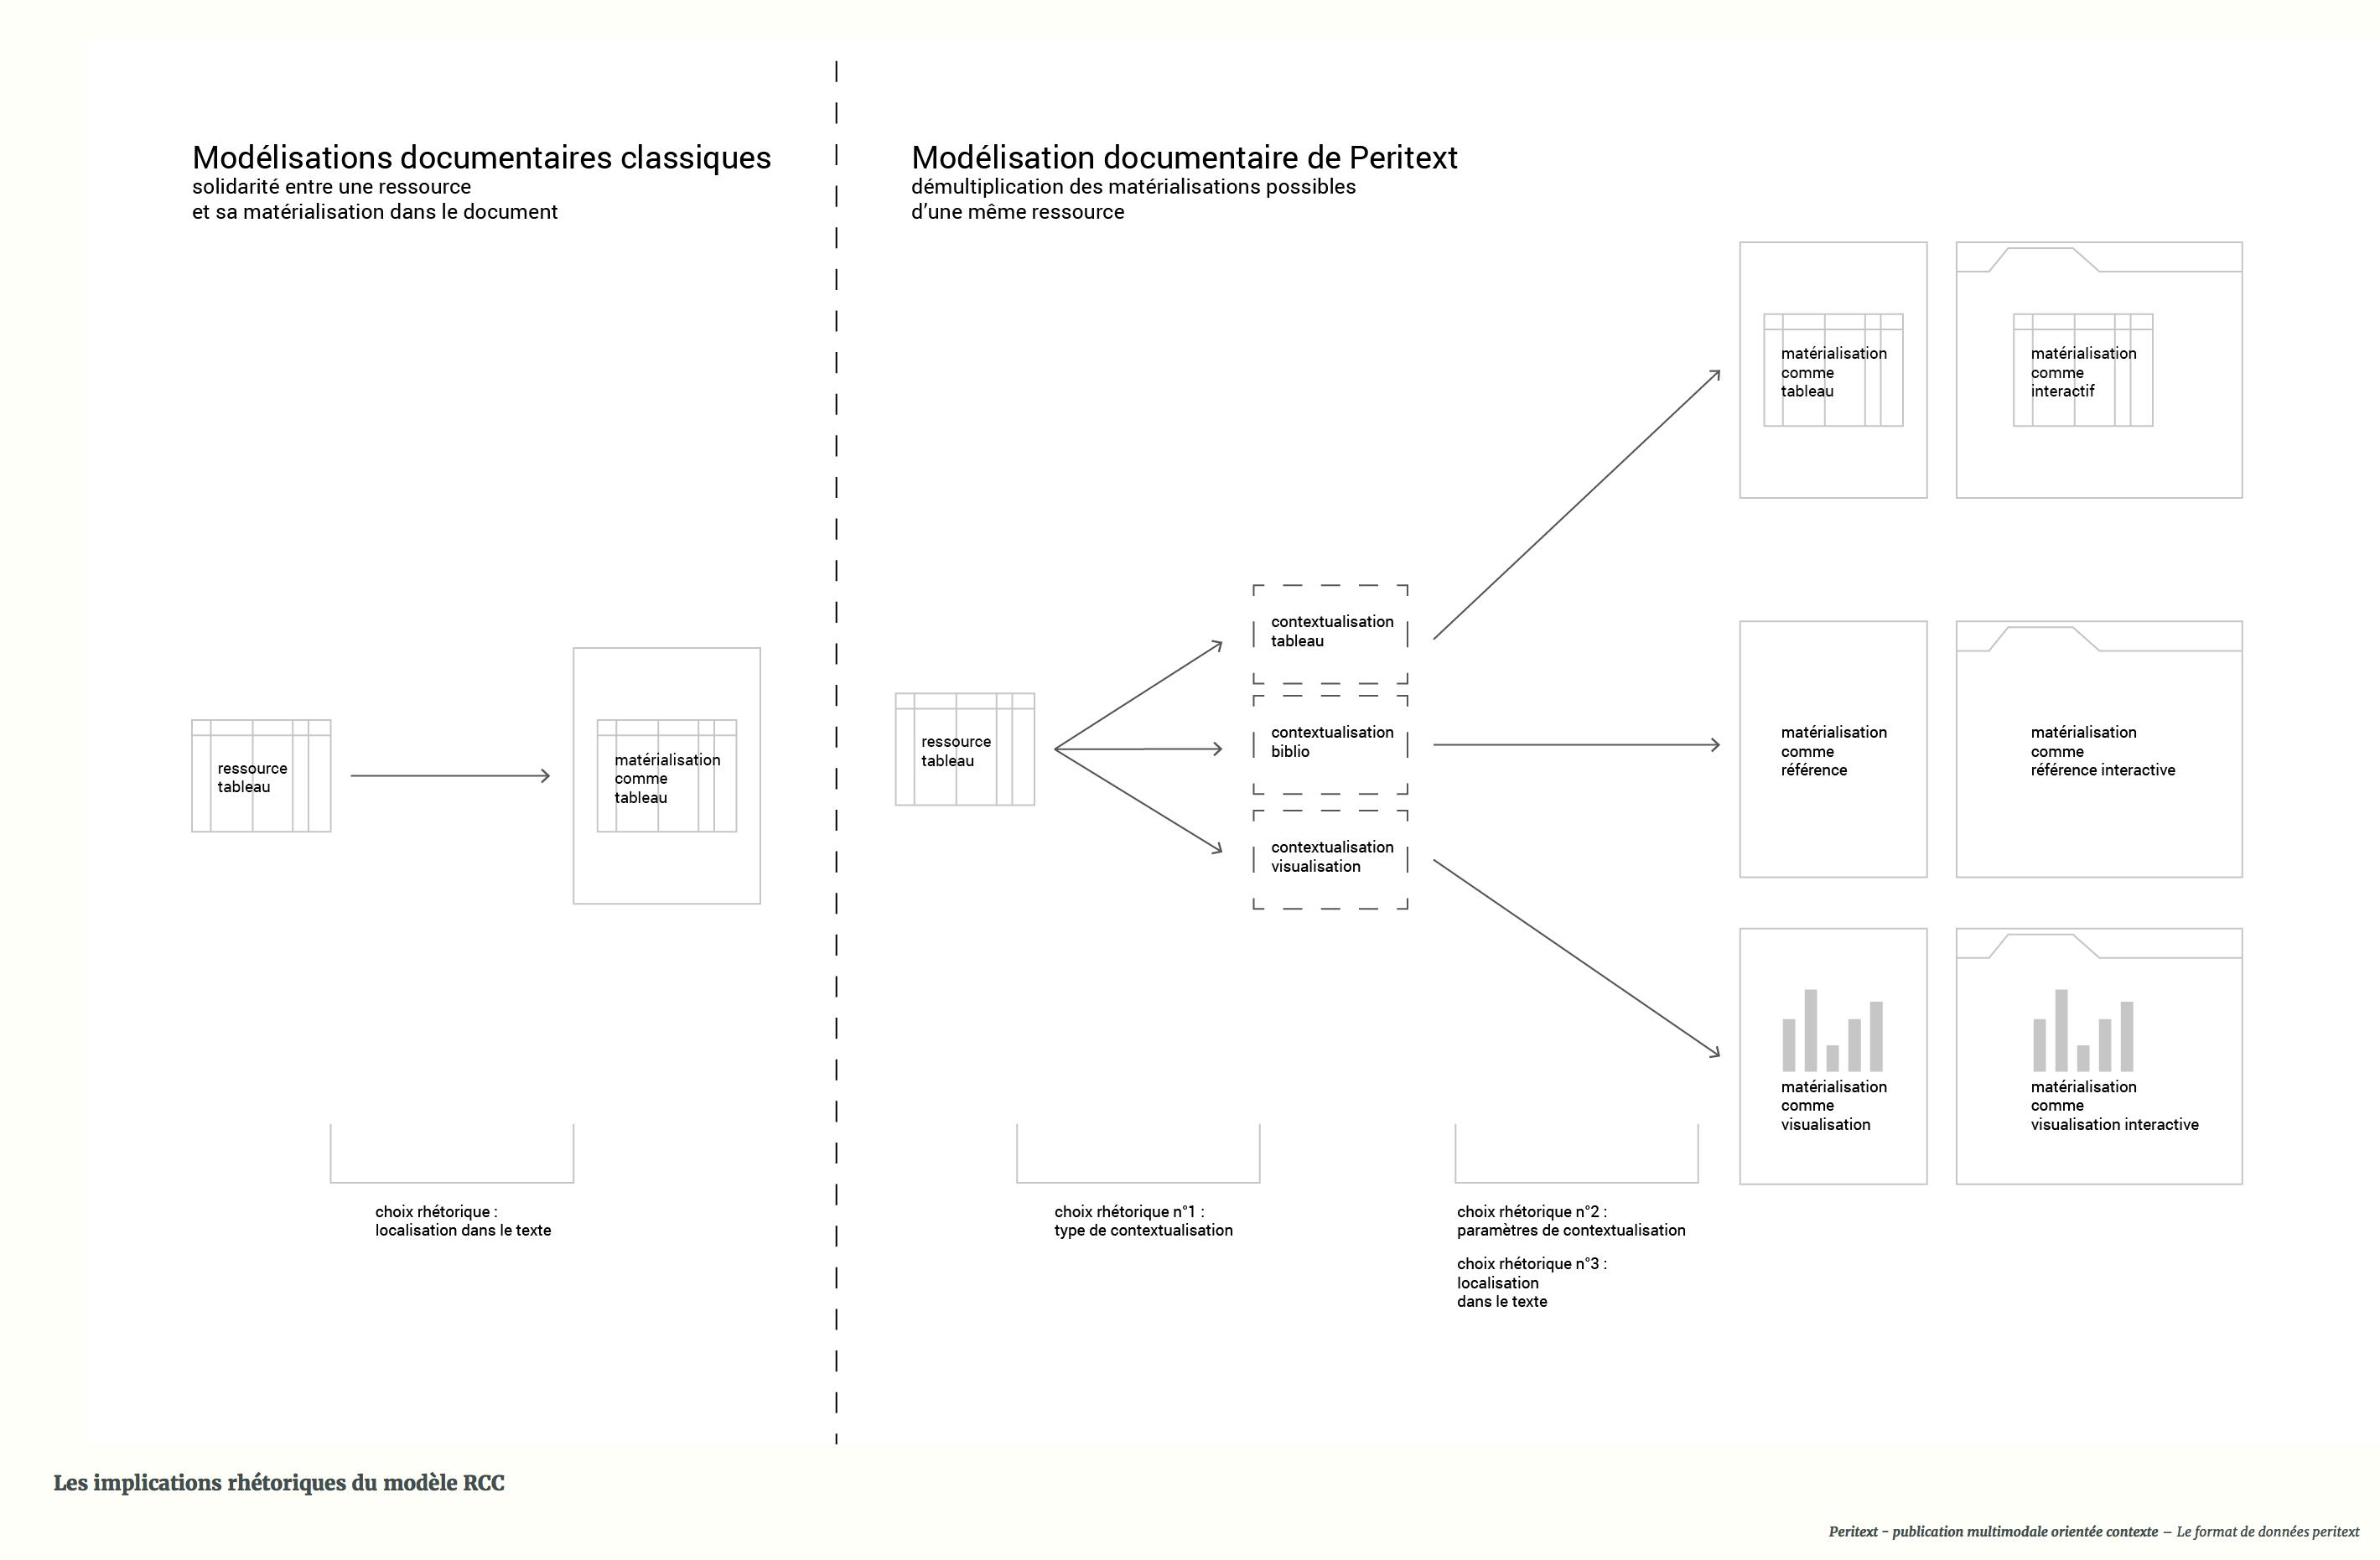 Modélisations documentaires classiques
solidarité entre une ressource
et sa matérialisation dans le document
ressource
tableau
matérialisation
comme
tableau
choix rhétorique :
localisation dans le texte
Modélisation documentaire de Peritext
démultiplication des matérialisations possibles
d’une même ressource
ressource
tableau
contextualisation
tableau
contextualisation
biblio
contextualisation
visualisation
matérialisation
comme
tableau
matérialisation
comme
interactif
matérialisation
comme
référence
matérialisation
comme
référence interactive
matérialisation
comme
visualisation
matérialisation
comme
visualisation interactive
choix rhétorique n°1 :
type de contextualisation
choix rhétorique n°2 :
paramètres de contextualisation
choix rhétorique n°3 :
localisation
dans le texte
Les implications rhétoriques du modèle RCC
Peritext - publication multimodale orientée contexte – Le format de données peritext